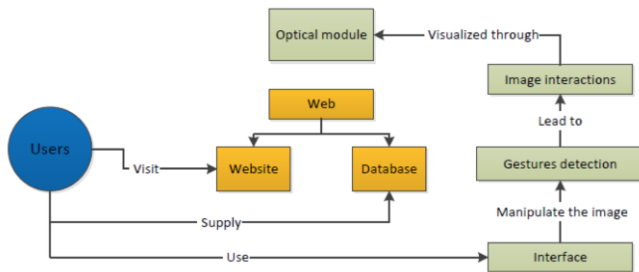 Optical module
Visualized through
Image interactions
Web
Lead to
Users
Visit
Website
Database
Gestures detection
Supply
Manipulate the image
Use
Interface